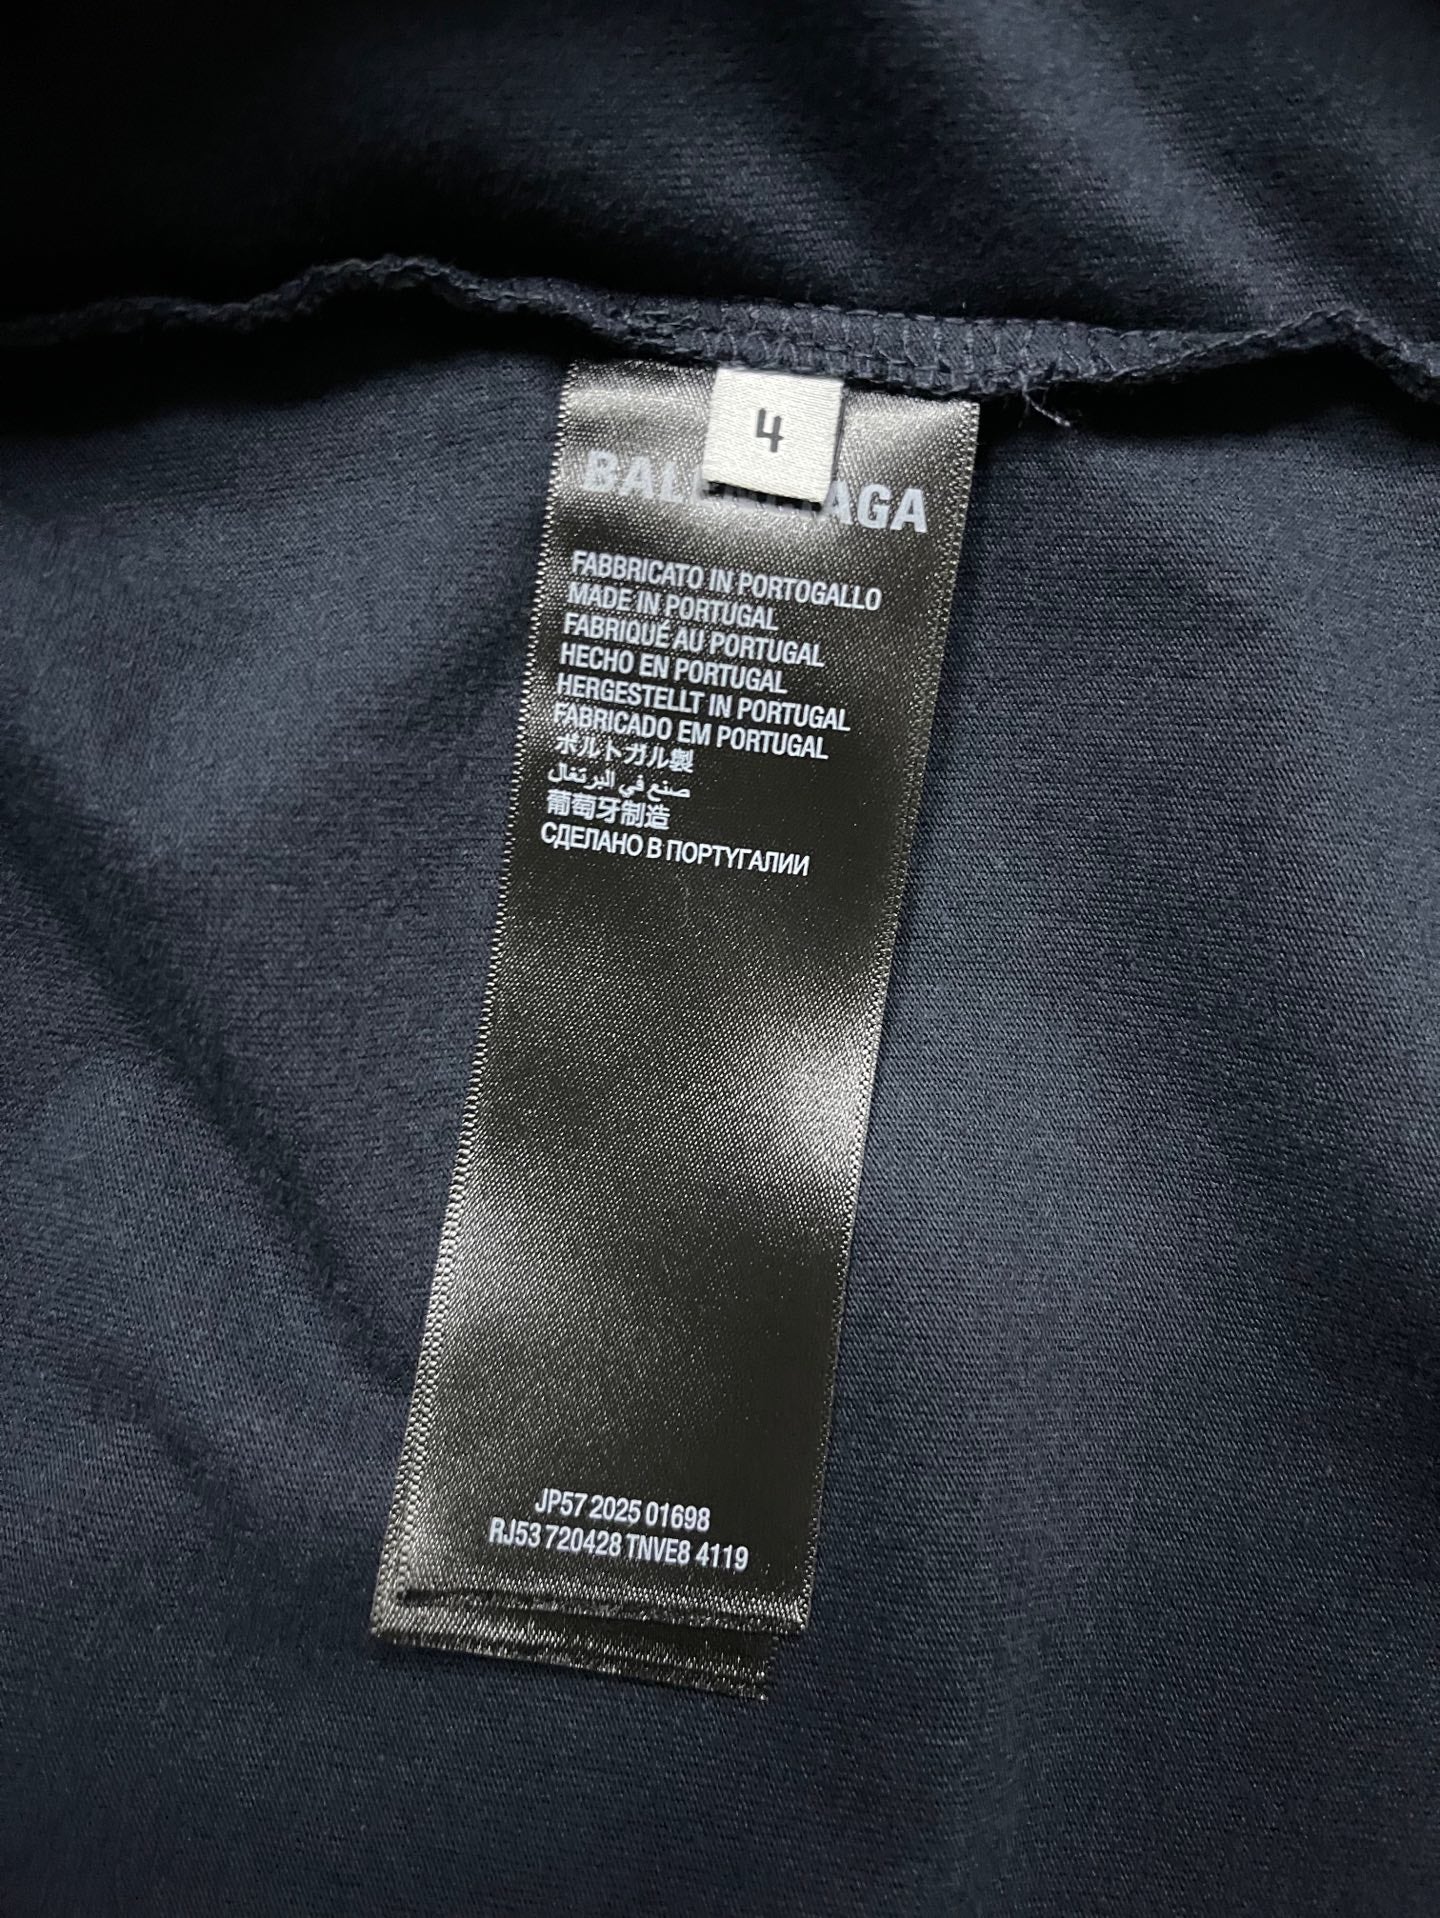 4
BALENCIAGA
FABBRICATO IN PORTOGALLO
MADE IN PORTUGAL
FABRIQUÉ AU PORTUGAL
HECHO EN PORTUGAL
HERGESTELLT IN PORTUGAL
FABRICADO EM PORTUGAL
ポルトガル製
صنع في البرتغال
葡萄牙制造
СДЕЛАНО В ПОРТУГАЛИИ
JP57 2025 01698
RJ53 720428 TNVE8 4119